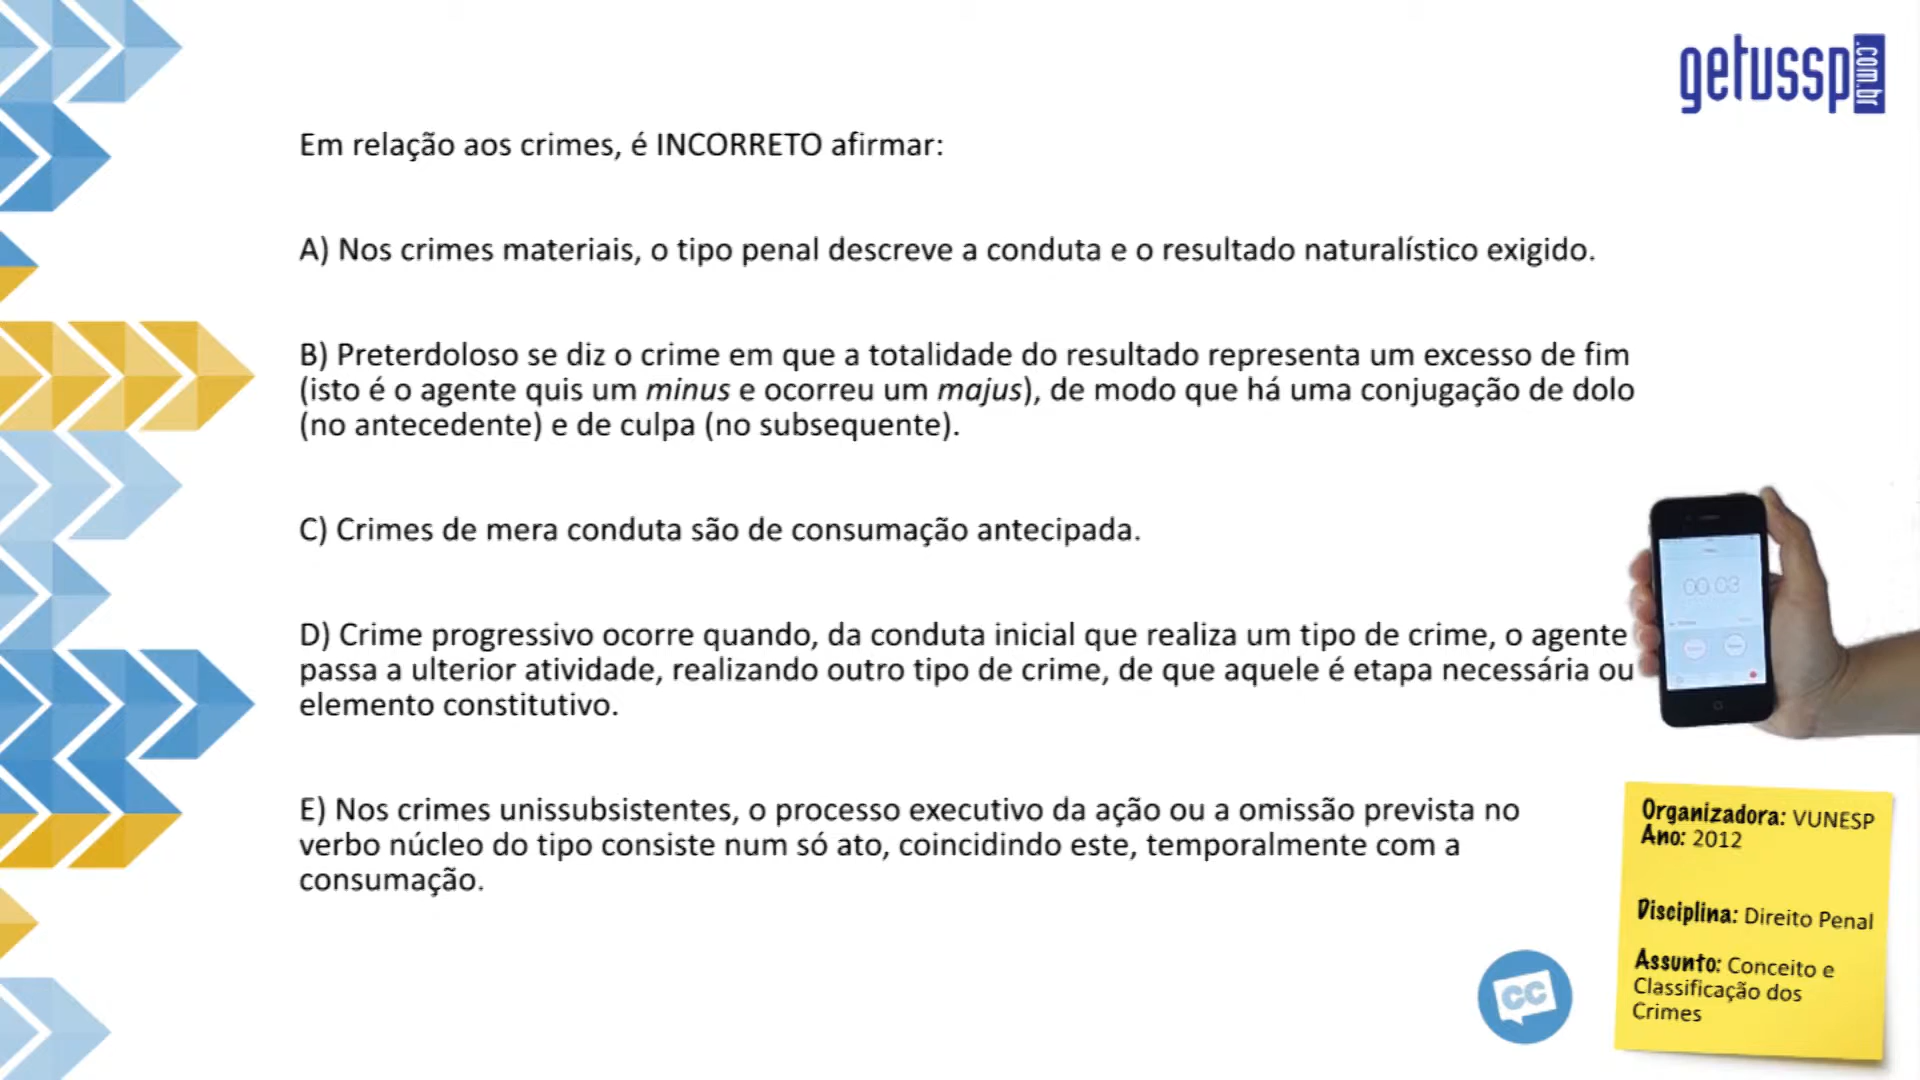 getussp.com.br
Em relação aos crimes, é INCORRETO afirmar:
A) Nos crimes materiais, o tipo penal descreve a conduta e o resultado naturalístico exigido.
B) Preterdoloso se diz o crime em que a totalidade do resultado representa um excesso de fim
(isto é o agente quis um minus e ocorreu um majus), de modo que há uma conjugação de dolo
(no antecedente) e de culpa (no subsequente).
C) Crimes de mera conduta são de consumação antecipada.
D) Crime progressivo ocorre quando, da conduta inicial que realiza um tipo de crime, o agente
passa a ulterior atividade, realizando outro tipo de crime, de que aquele é etapa necessária ou
elemento constitutivo.
E) Nos crimes unissubsistentes, o processo executivo da ação ou a omissão prevista no
verbo núcleo do tipo consiste num só ato, coincidindo este, temporalmente com a
consumação.
00:03
Organizadora: VUNESP
Ano: 2012
Disciplina: Direito Penal
Assunto: Conceito e
Classificação dos
Crimes
CC